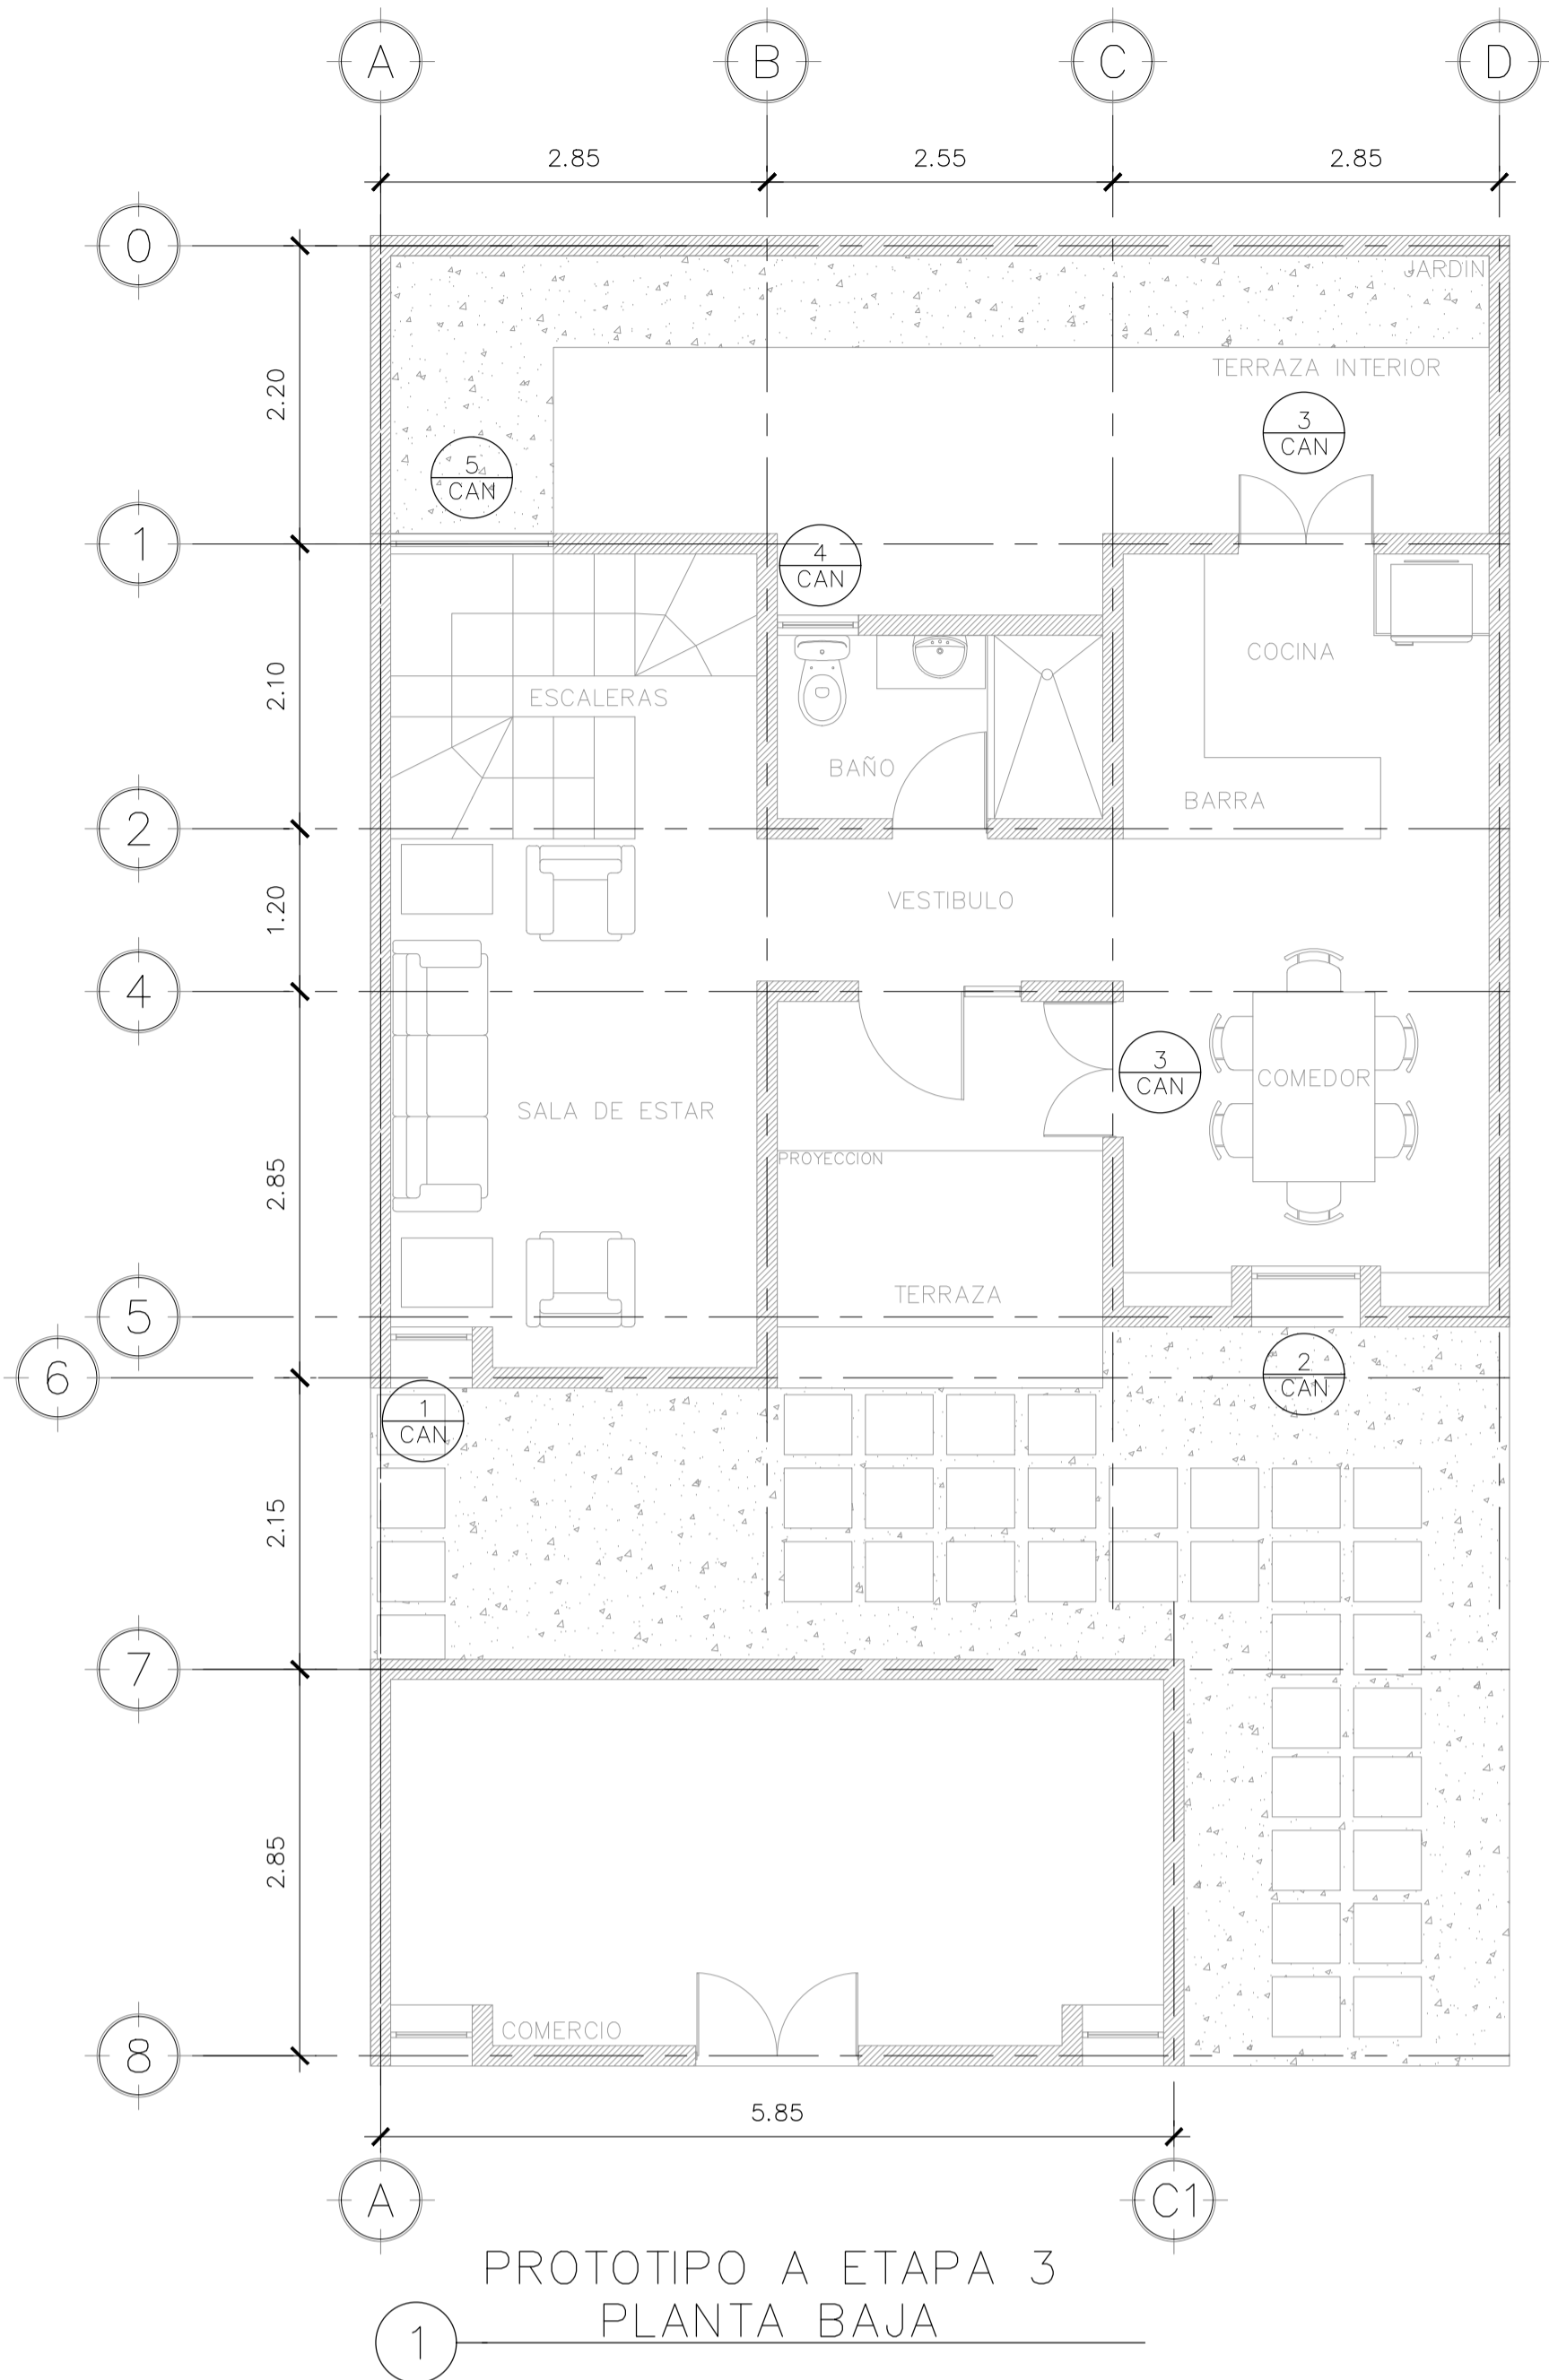 A B C D
2.85 2.55 2.85
0
JARDIN
TERRAZA INTERIOR
2.20
3
CAN
5
CAN
1
4
CAN
COCINA
2.10
ESCALERAS
BAÑO
BARRA
2
VESTIBULO
1.20
4
3
CAN
COMEDOR
SALA DE ESTAR
PROYECCION
2.85
TERRAZA
5
6
2
CAN
1
CAN
2.15
7
2.85
COMERCIO
8
5.85
A C1
PROTOTIPO A ETAPA 3
PLANTA BAJA
1